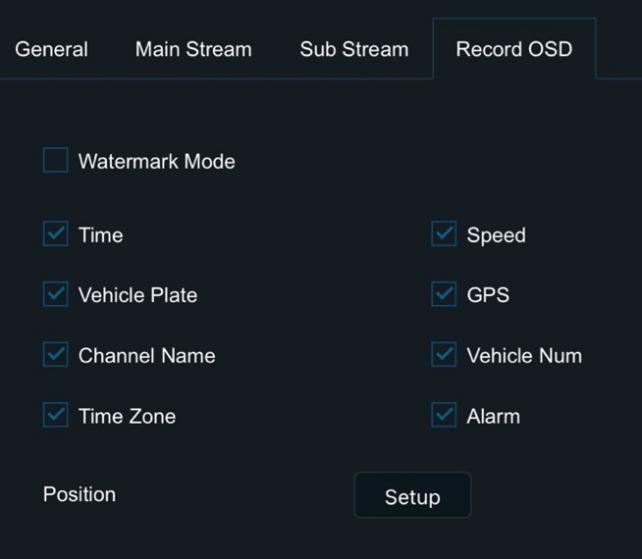 General Main Stream Sub Stream Record OSD
Watermark Mode
Time Speed
Vehicle Plate GPS
Channel Name Vehicle Num
Time Zone Alarm
Position Setup